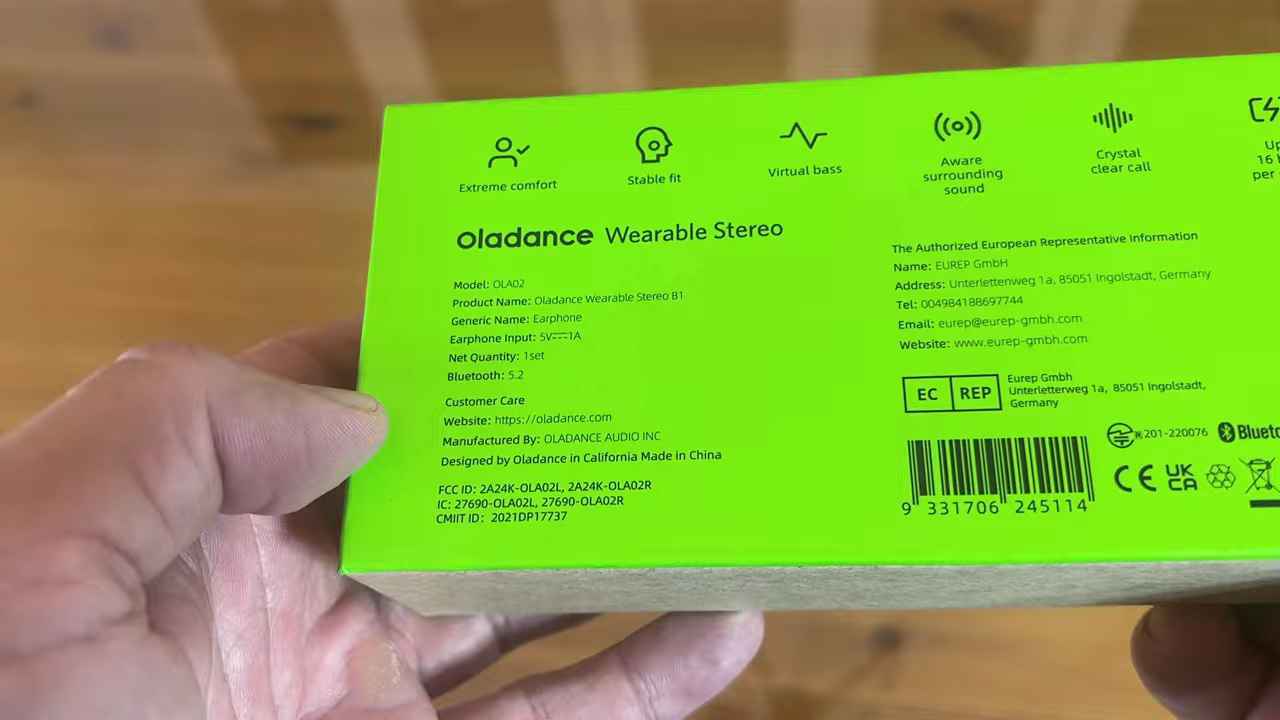 Extreme comfort
Stable fit
Virtual bass
Aware
surrounding
sound
Crystal
clear call
16
per
oladance Wearable Stereo
Model: OLA02
Product Name: Oladance Wearable Stereo B1
Generic Name: Earphone
Earphone Input: 5V⎓1A
Net Quantity: 1set
Bluetooth: 5.2
Customer Care
Website: https://oladance.com
Manufactured By: OLADANCE AUDIO INC
Designed by Oladance in California Made in China
FCC ID: 2A24K-OLA02L, 2A24K-OLA02R
IC: 27690-OLA02L, 27690-OLA02R
CMIIT ID: 2021DP17737
The Authorized European Representative Information
Name: EUREP GmbH
Address: Unterlettenweg 1a, 85051 Ingolstadt, Germany
Tel: 004984188697744
Email: eurep@eurep-gmbh.com
Website: www.eurep-gmbh.com
EC REP
Eurep Gmbh
Unterletterweg 1a, 85051 Ingolstadt,
Germany
R 201-220076
9 331706 245114
CE UK
CA